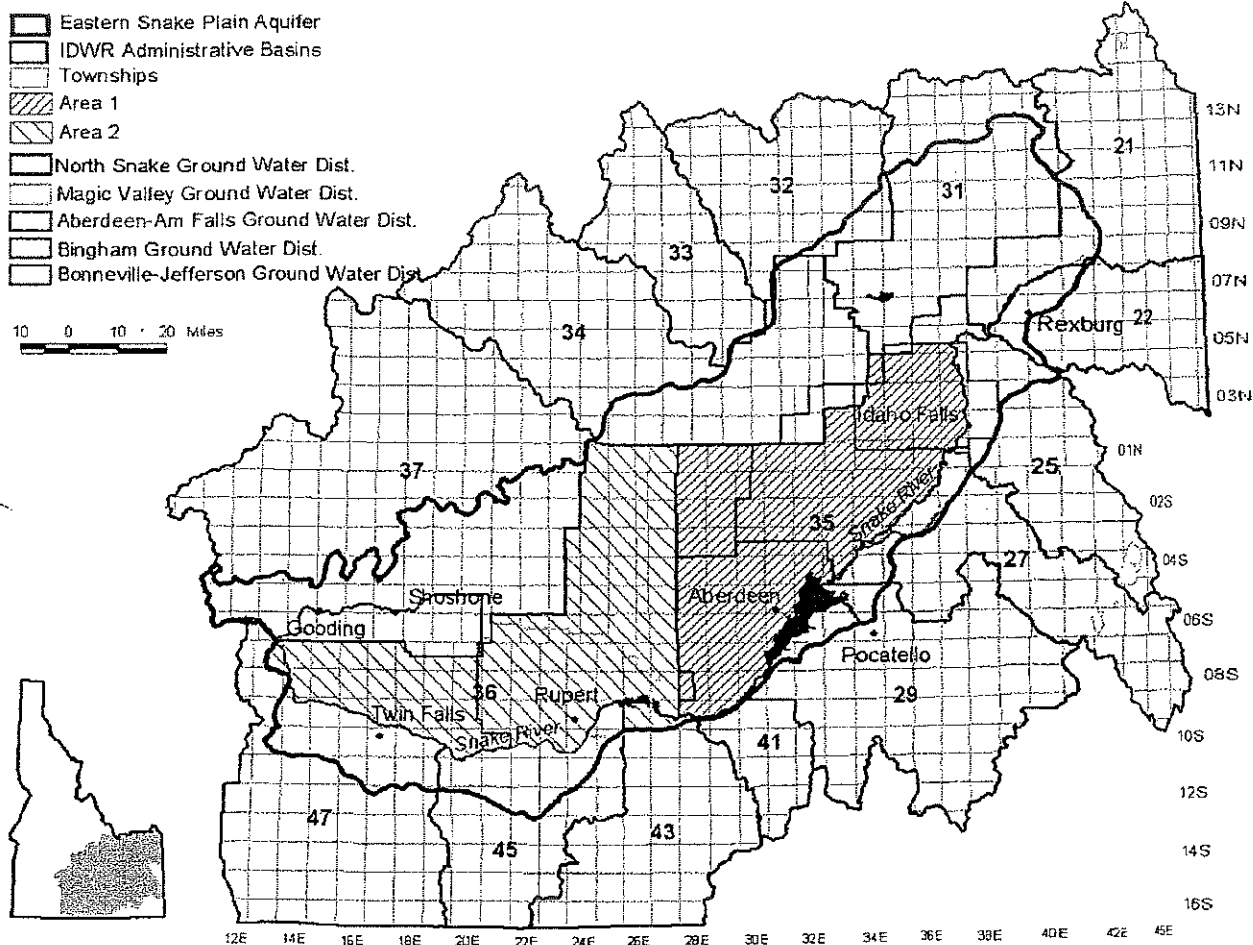 Eastern Snake Plain Aquifer
IDWR Administrative Basins
Townships
Area 1
Area 2
North Snake Ground Water Dist.
Magic Valley Ground Water Dist.
Aberdeen-Am Falls Ground Water Dist.
Bingham Ground Water Dist.
Bonneville-Jefferson Ground Water Dist.
10 0 10 20 Miles
13N
21
11N
32
31
09N
33
07N
34
Rexburg
22
05N
03N
Idaho Falls
37
01N
25
Snake River
02S
35
27
04S
Shoshone
Aberdeen
Gooding
06S
Pocatello
08S
36
Rupert
29
Twin Falls
Snake River
10S
41
12S
47
43
45
14S
16S
12E 14E 16E 18E 20E 22E 24E 26E 28E 30E 32E 34E 36E 38E 40E 42E 45E